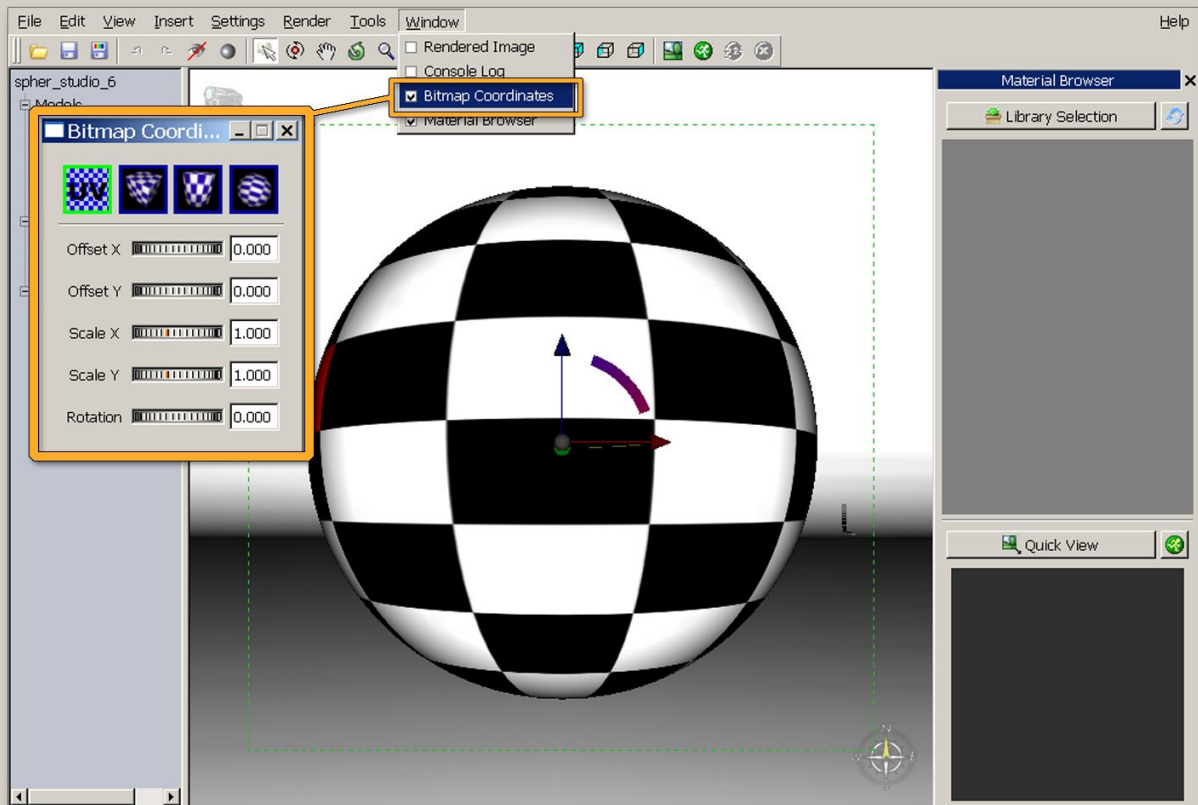 File Edit View Insert Settings Render Tools Window Help
Rendered Image
Console Log
Bitmap Coordinates
Material Browser
spher_studio_6
Models
Bitmap Coordi...
UV
Offset X 0.000
Offset Y 0.000
Scale X 1.000
Scale Y 1.000
Rotation 0.000
Material Browser
Library Selection
Quick View
N
W
E
S